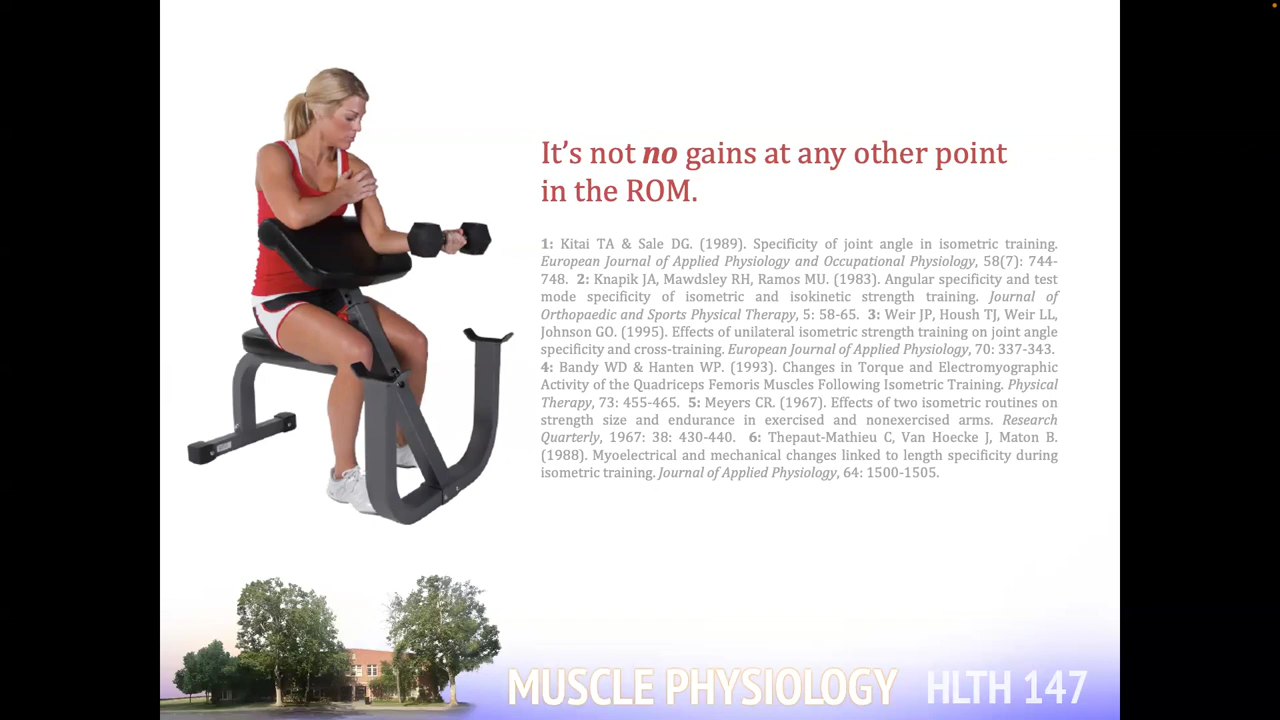 It’s not no gains at any other point
in the ROM.
1: Kitai TA & Sale DG. (1989). Specificity of joint angle in isometric training.
European Journal of Applied Physiology and Occupational Physiology, 58(7): 744-
748. 2: Knapik JA, Mawdsley RH, Ramos MU. (1983). Angular specificity and test
mode specificity of isometric and isokinetic strength training. Journal of
Orthopaedic and Sports Physical Therapy, 5: 58-65. 3: Weir JP, Housh TJ, Weir LL,
Johnson GO. (1995). Effects of unilateral isometric strength training on joint angle
specificity and cross-training. European Journal of Applied Physiology, 70: 337-343.
4: Bandy WD & Hanten WP. (1993). Changes in Torque and Electromyographic
Activity of the Quadriceps Femoris Muscles Following Isometric Training. Physical
Therapy, 73: 455-465. 5: Meyers CR. (1967). Effects of two isometric routines on
strength size and endurance in exercised and nonexercised arms. Research
Quarterly, 1967: 38: 430-440. 6: Thepaut-Mathieu C, Van Hoecke J, Maton B.
(1988). Myoelectrical and mechanical changes linked to length specificity during
isometric training. Journal of Applied Physiology, 64: 1500-1505.
MUSCLE PHYSIOLOGY HLTH 147